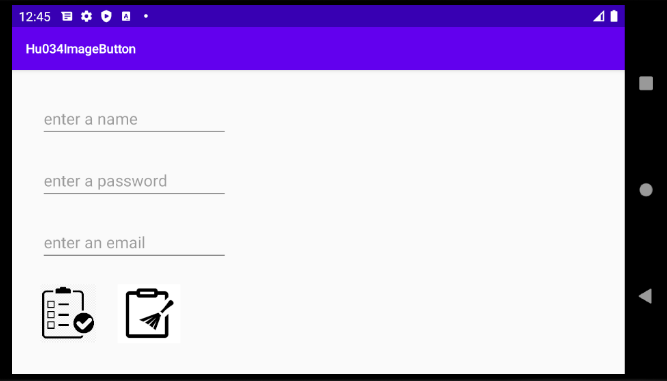 12:45
Hu034ImageButton
enter a name
enter a password
enter an email